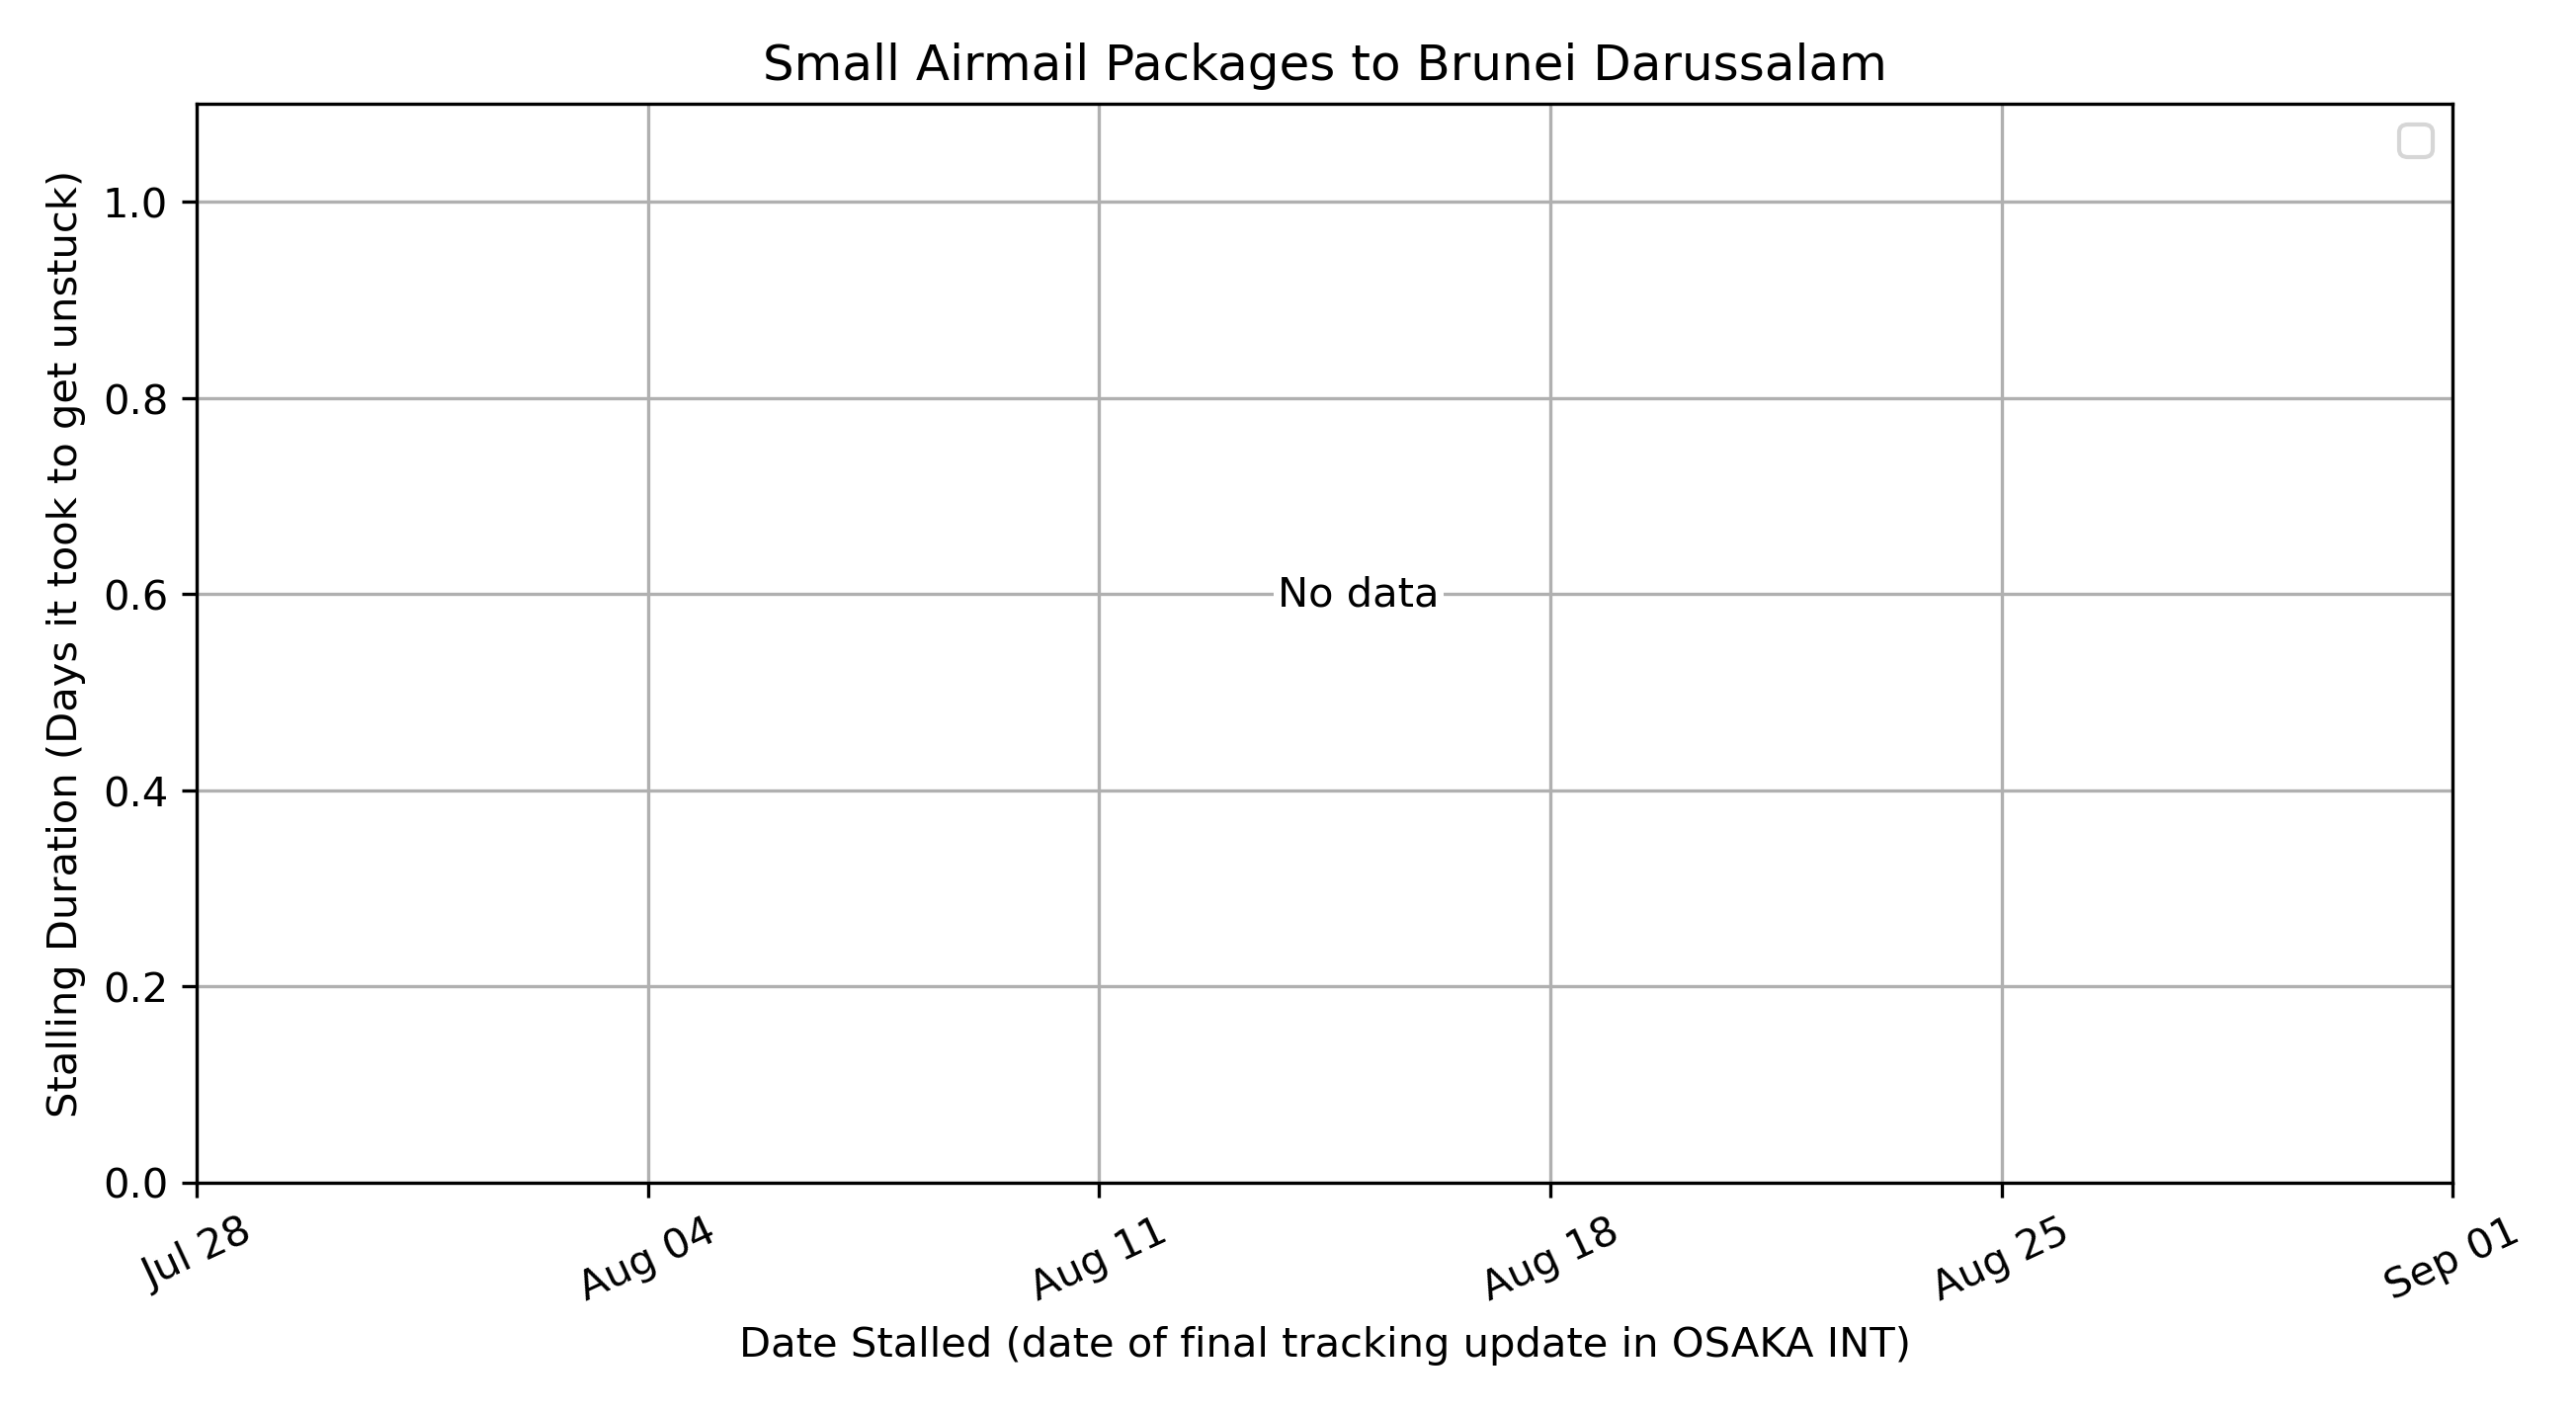 Small Airmail Packages to Brunei Darussalam
Stalling Duration (Days it took to get unstuck)
1.0
0.8
0.6
0.4
0.2
0.0
No data
Jul 28
Aug 04
Aug 11
Aug 18
Aug 25
Sep 01
Date Stalled (date of final tracking update in OSAKA INT)